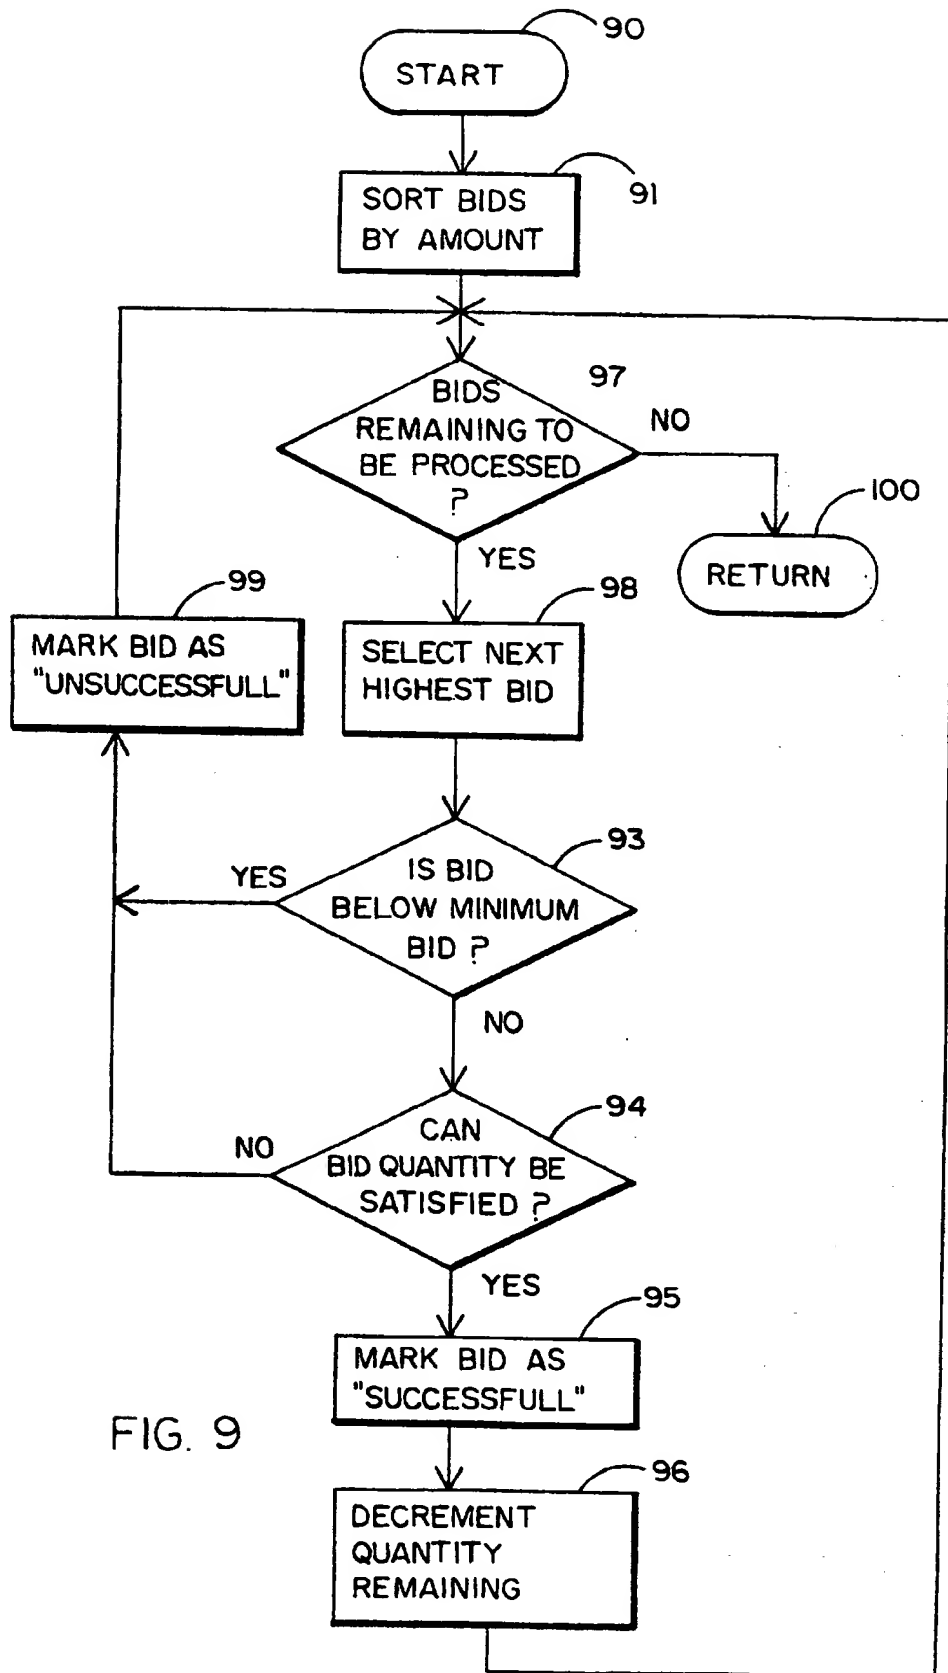 90
START
91
SORT BIDS
BY AMOUNT
97
BIDS
REMAINING TO
BE PROCESSED
?
NO
100
RETURN
YES
99
MARK BID AS
"UNSUCCESSFULL"
98
SELECT NEXT
HIGHEST BID
93
YES
IS BID
BELOW MINIMUM
BID ?
NO
94
NO
CAN
BID QUANTITY BE
SATISFIED ?
YES
95
MARK BID AS
"SUCCESSFULL"
FIG. 9
96
DECREMENT
QUANTITY
REMAINING